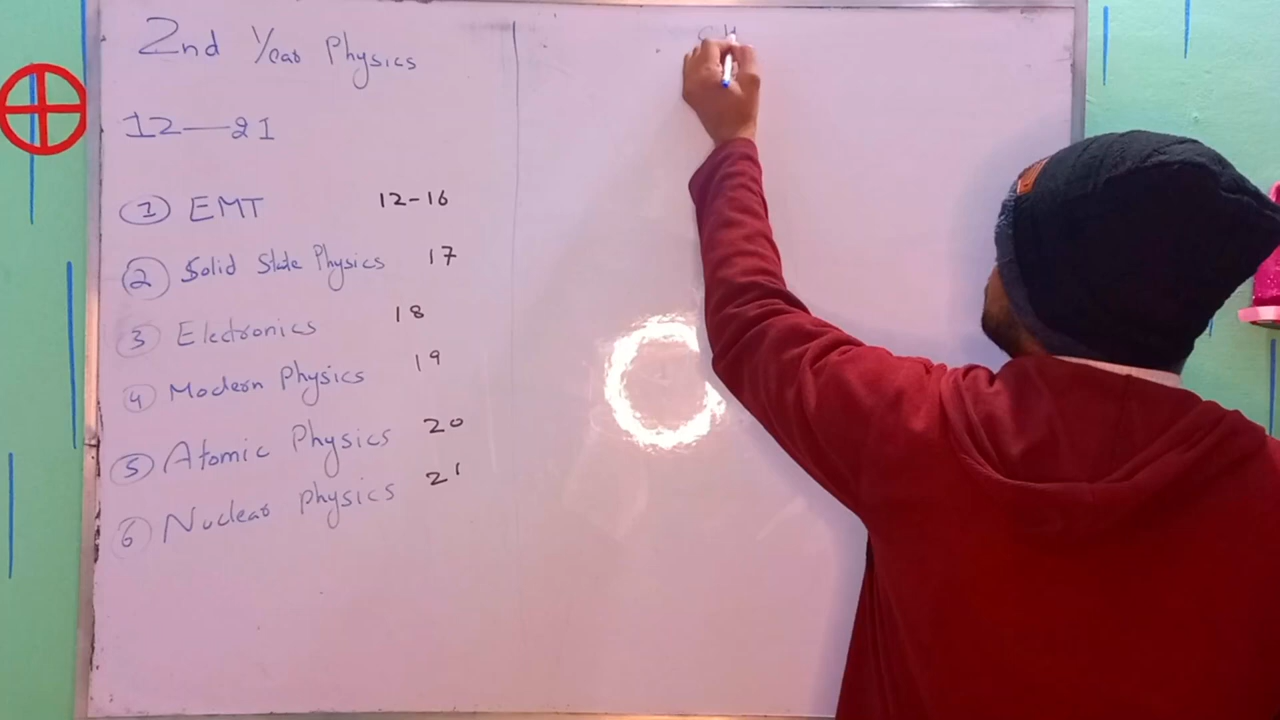 2nd Year Physics
12—21
1 EMT 12-16
2 Solid State Physics 17
3 Electronics 18
4 Modern Physics 19
5 Atomic Physics 20
6 Nuclear Physics 21